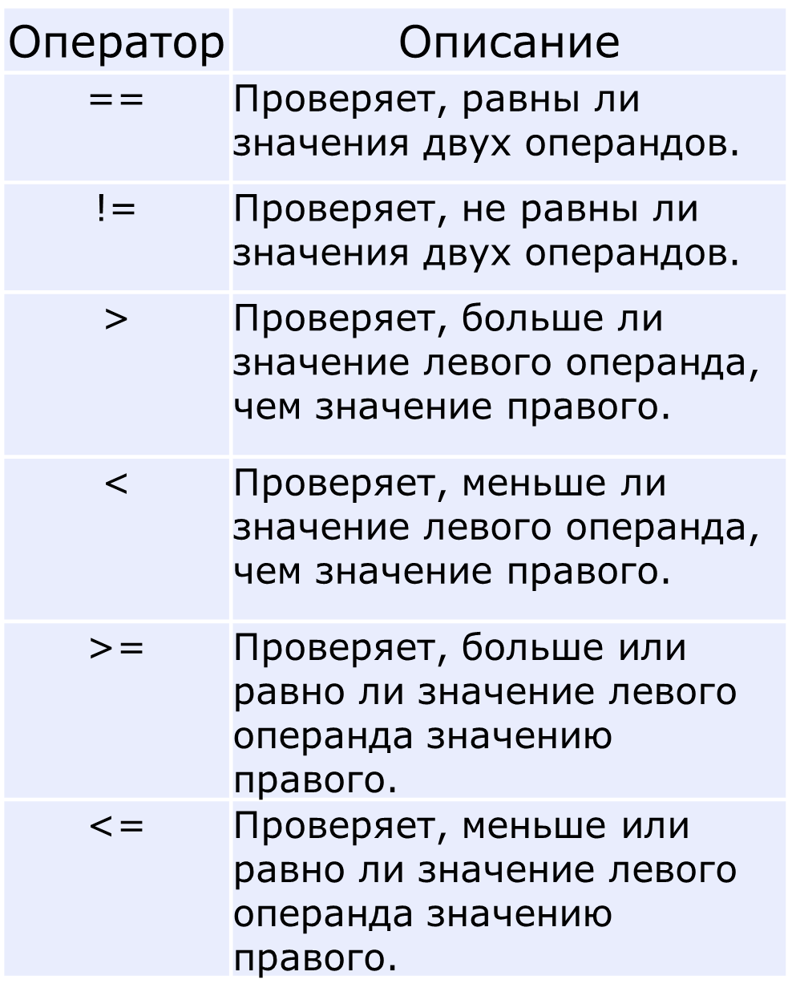 Оператор Описание
== Проверяет, равны ли
значения двух операндов.
!= Проверяет, не равны ли
значения двух операндов.
> Проверяет, больше ли
значение левого операнда,
чем значение правого.
< Проверяет, меньше ли
значение левого операнда,
чем значение правого.
>= Проверяет, больше или
равно ли значение левого
операнда значению
правого.
<= Проверяет, меньше или
равно ли значение левого
операнда значению
правого.